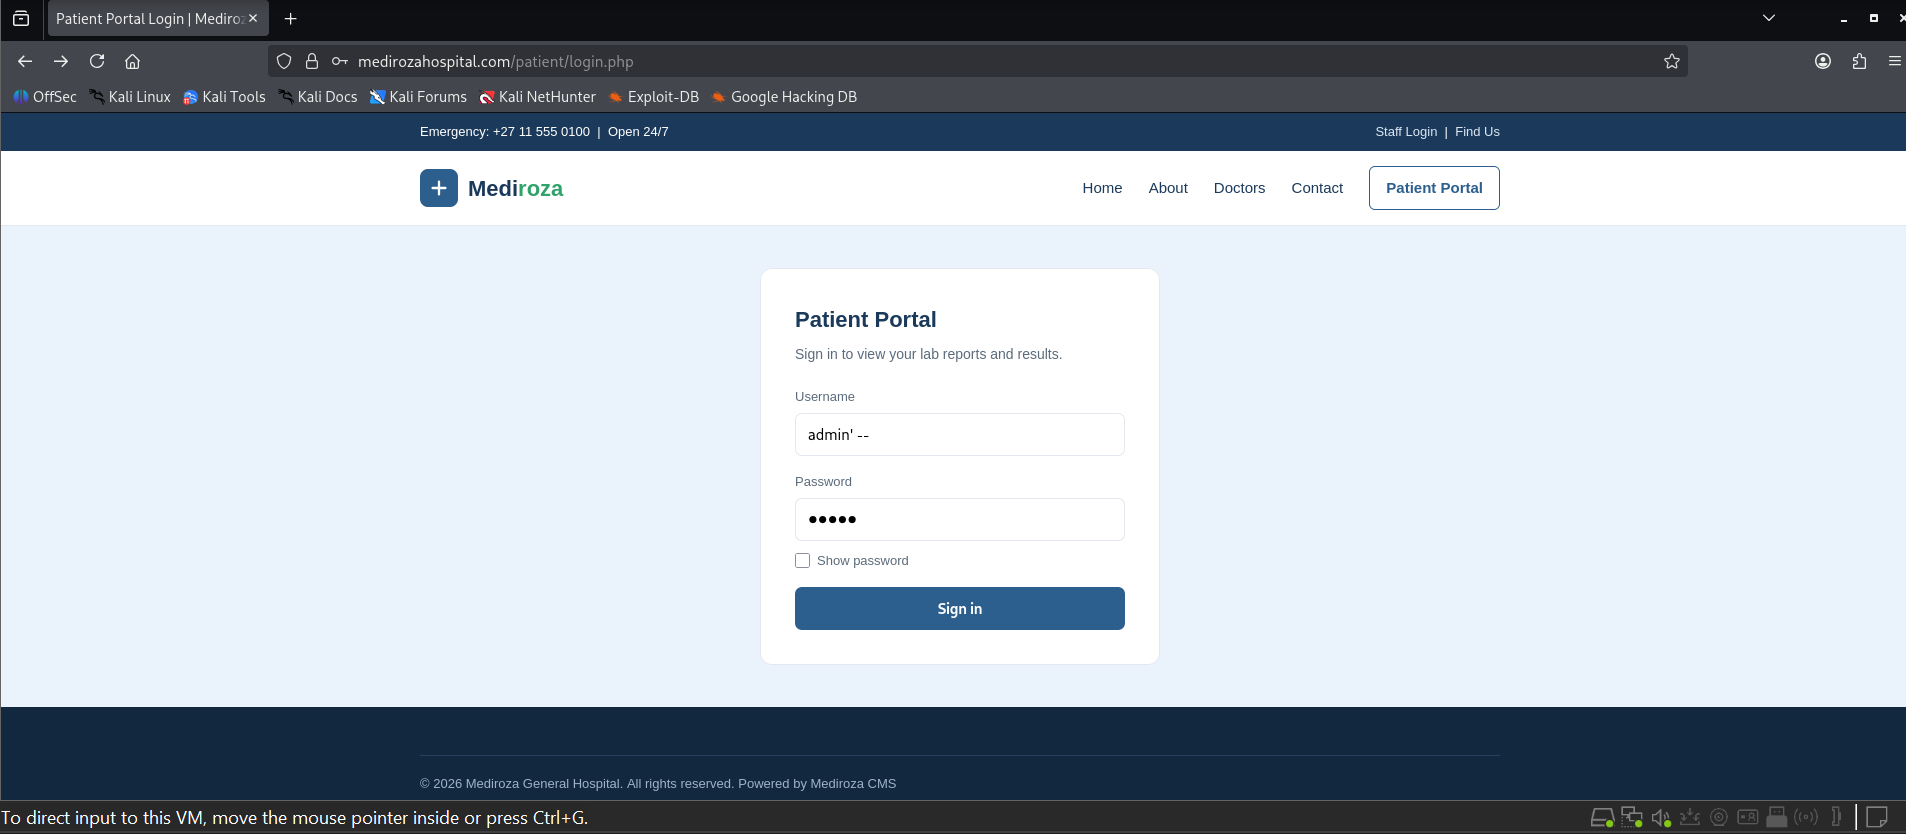 Patient Portal Login | Mediroz
medirozahospital.com/patient/login.php
OffSec Kali Linux Kali Tools Kali Docs Kali Forums Kali NetHunter Exploit-DB Google Hacking DB
Emergency: +27 11 555 0100 | Open 24/7 Staff Login | Find Us
Mediroza Home About Doctors Contact Patient Portal
Patient Portal
Sign in to view your lab reports and results.
Username
admin' --
Password
●●●●●
Show password
Sign in
© 2026 Mediroza General Hospital. All rights reserved. Powered by Mediroza CMS
To direct input to this VM, move the mouse pointer inside or press Ctrl+G.